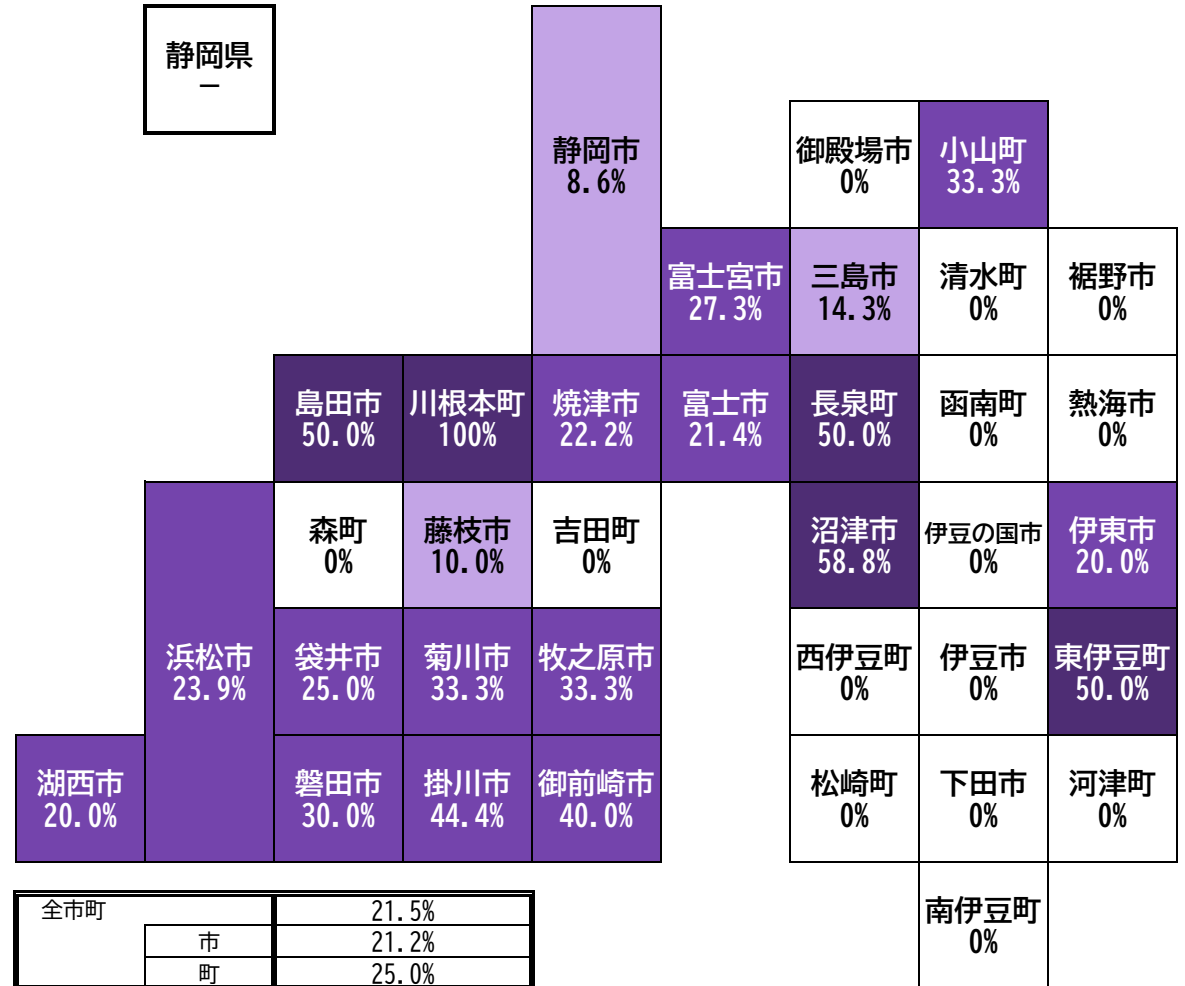 静岡県
－
静岡市
8.6%
御殿場市
0%
小山町
33.3%
富士宮市
27.3%
三島市
14.3%
清水町
0%
裾野市
0%
島田市
50.0%
川根本町
100%
焼津市
22.2%
富士市
21.4%
長泉町
50.0%
函南町
0%
熱海市
0%
森町
0%
藤枝市
10.0%
吉田町
0%
沼津市
58.8%
伊豆の国市
0%
伊東市
20.0%
浜松市
23.9%
袋井市
25.0%
菊川市
33.3%
牧之原市
33.3%
西伊豆町
0%
伊豆市
0%
東伊豆町
50.0%
湖西市
20.0%
磐田市
30.0%
掛川市
44.4%
御前崎市
40.0%
松崎町
0%
下田市
0%
河津町
0%
南伊豆町
0%
全市町 21.5%
市 21.2%
町 25.0%